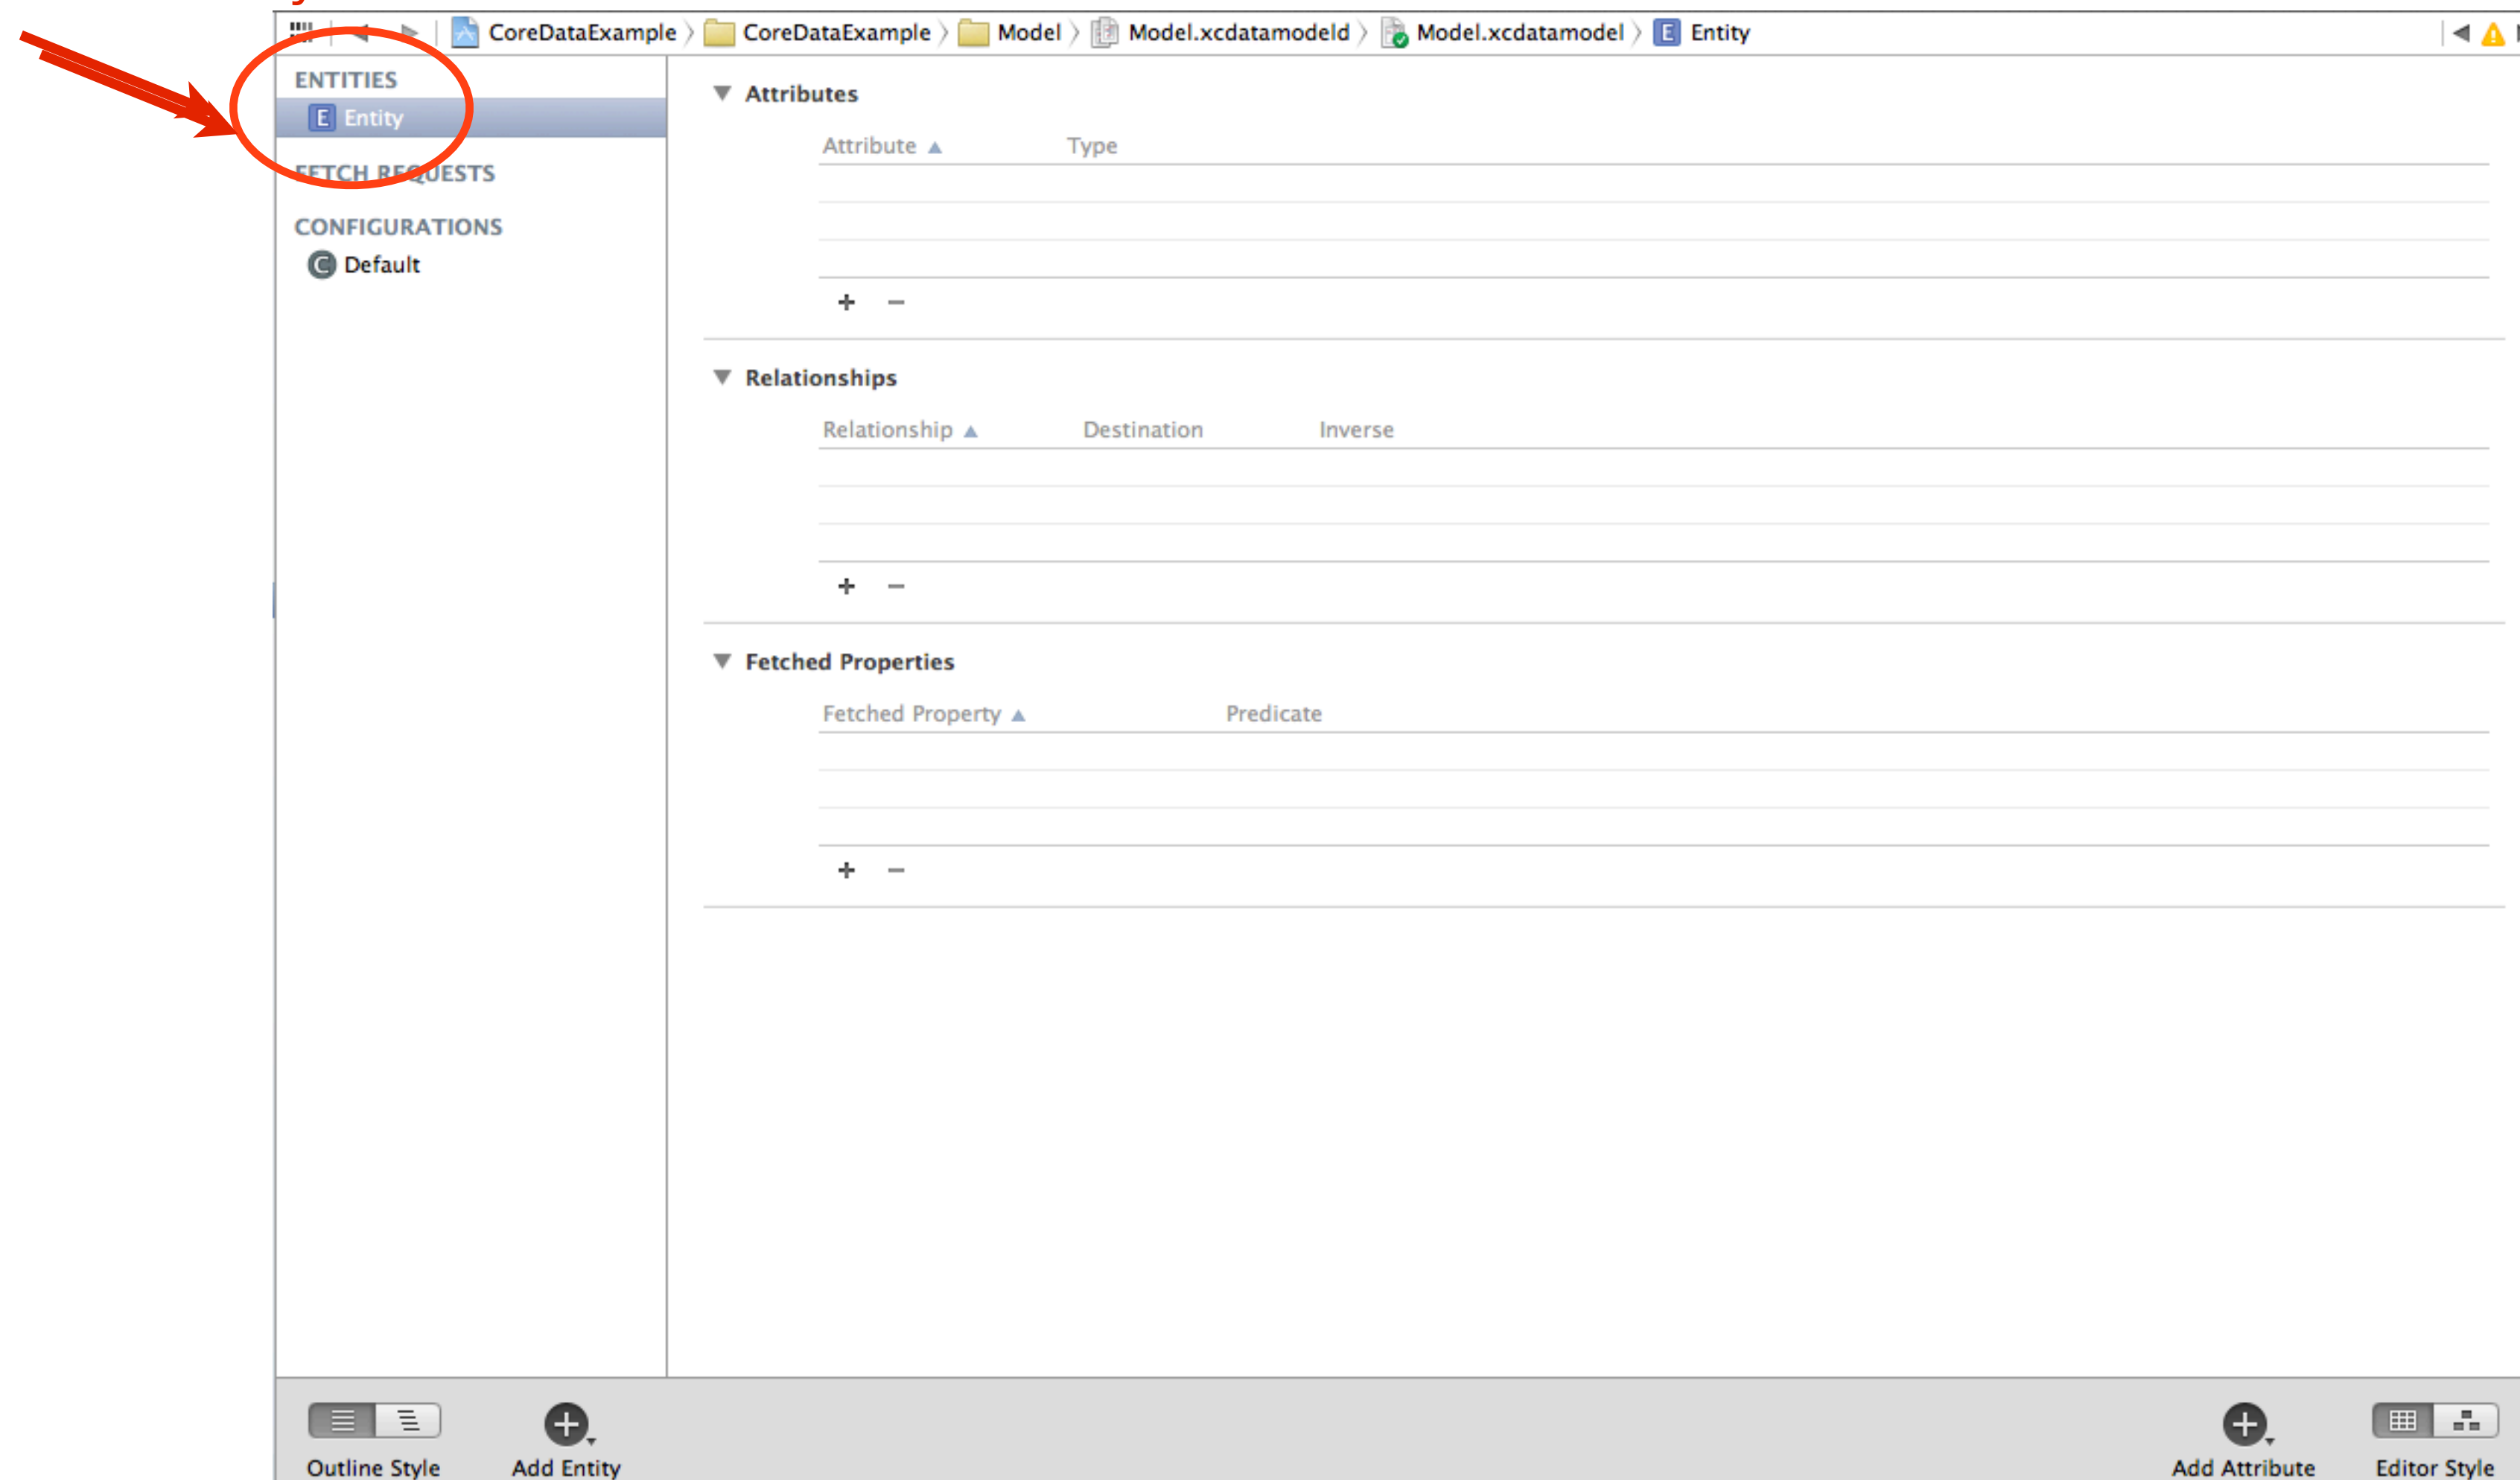 CoreDataExample CoreDataExample Model Model.xcdatamodeld Model.xcdatamodel E Entity
ENTITIES
E Entity
FETCH REQUESTS
CONFIGURATIONS
C Default
Attributes
Attribute Type
+ −
Relationships
Relationship Destination Inverse
+ −
Fetched Properties
Fetched Property Predicate
+ −
Outline Style Add Entity Add Attribute Editor Style